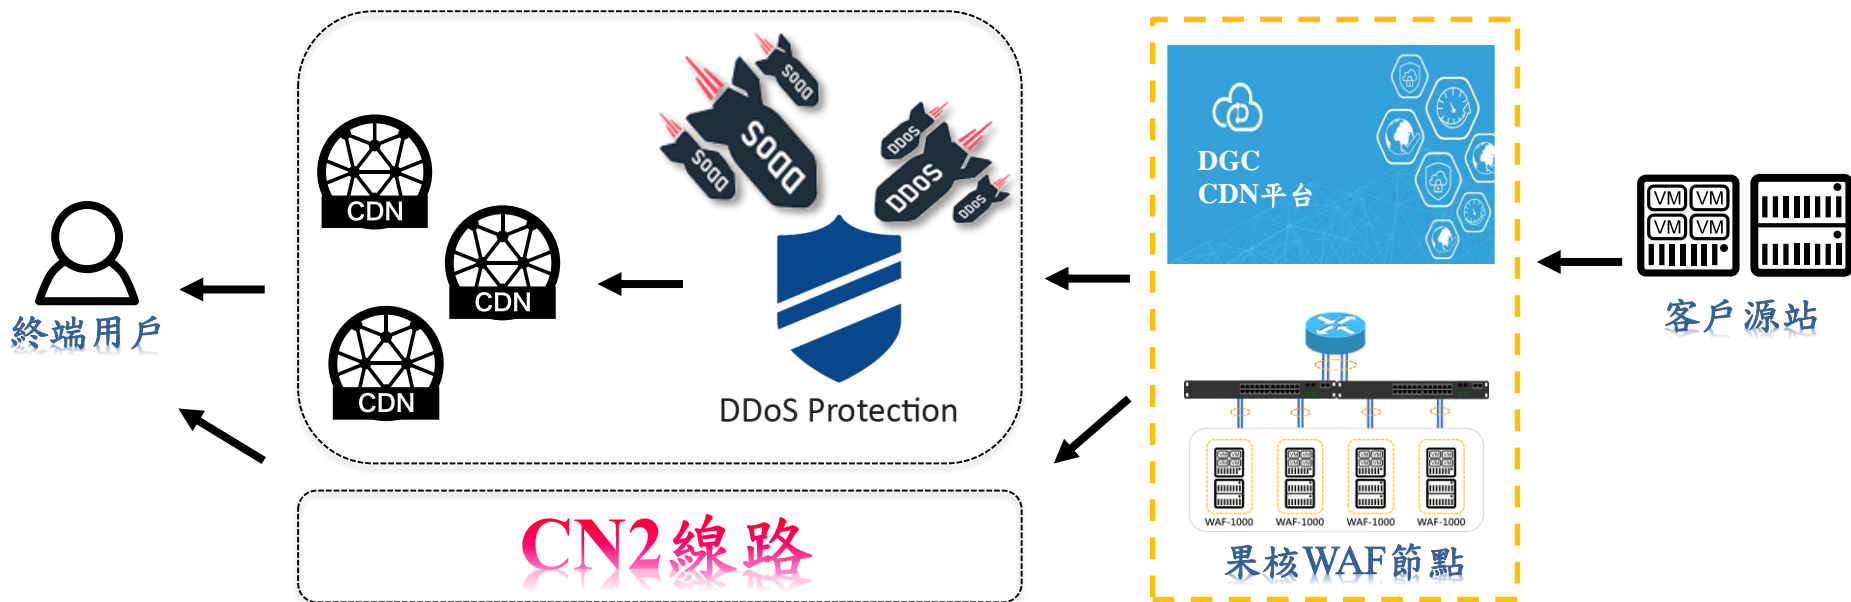 終端用戶
CDN
CDN
CDN
DDoS
DDoS
DDoS
DDoS
DDoS
DDoS
DDoS Protection
CN2線路
DGC
CDN平台
WAF-1000
WAF-1000
WAF-1000
WAF-1000
果核WAF節點
VM VM
VM VM
客戶源站